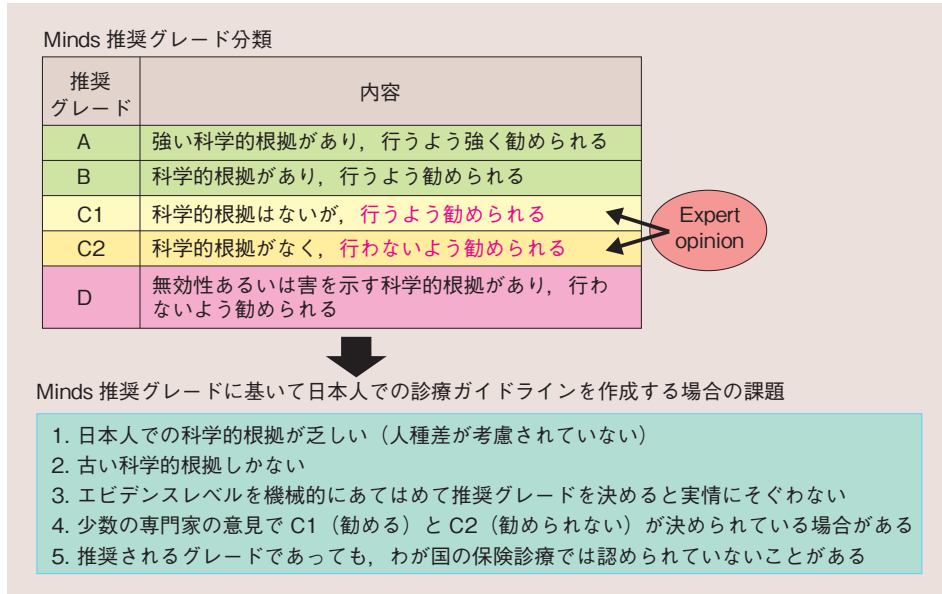 Minds 推奨グレード分類
推奨
グレード
内容
A
強い科学的根拠があり，行うよう強く勧められる
B
科学的根拠があり，行うよう勧められる
C1
科学的根拠はないが，行うよう勧められる
C2
科学的根拠がなく，行わないよう勧められる
Expert
opinion
D
無効性あるいは害を示す科学的根拠があり，行わ
ないよう勧められる
Minds 推奨グレードに基いて日本人での診療ガイドラインを作成する場合の課題
1. 日本人での科学的根拠が乏しい（人種差が考慮されていない）
2. 古い科学的根拠しかない
3. エビデンスレベルを機械的にあてはめて推奨グレードを決めると実情にそぐわない
4. 少数の専門家の意見で C1（勧める）と C2（勧められない）が決められている場合がある
5. 推奨されるグレードであっても，わが国の保険診療では認められていないことがある